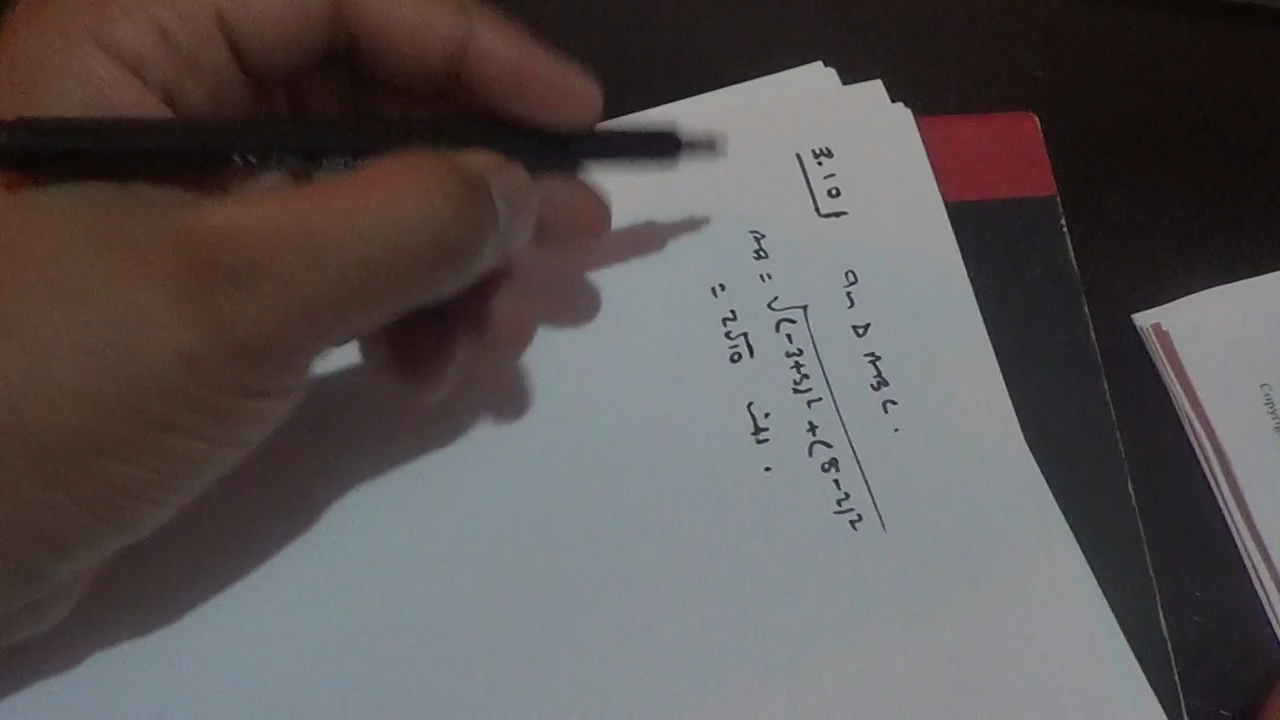 3.10
In Δ ABC.
AB = √(-3+5)² + (8-2)²
= 2√10 units.